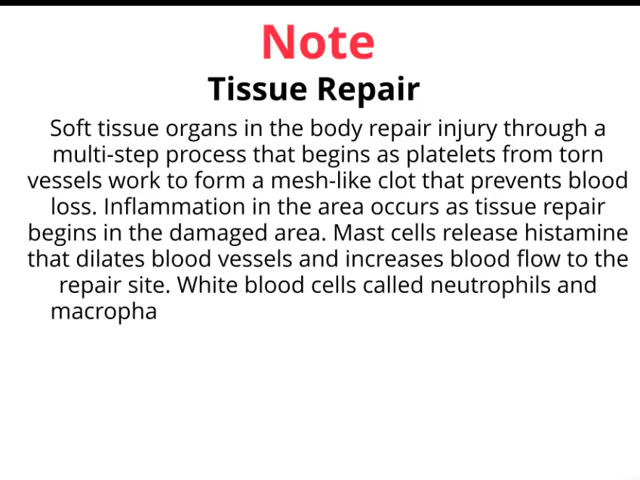 Note
Tissue Repair
Soft tissue organs in the body repair injury through a
multi-step process that begins as platelets from torn
vessels work to form a mesh-like clot that prevents blood
loss. Inflammation in the area occurs as tissue repair
begins in the damaged area. Mast cells release histamine
that dilates blood vessels and increases blood flow to the
repair site. White blood cells called neutrophils and
macropha